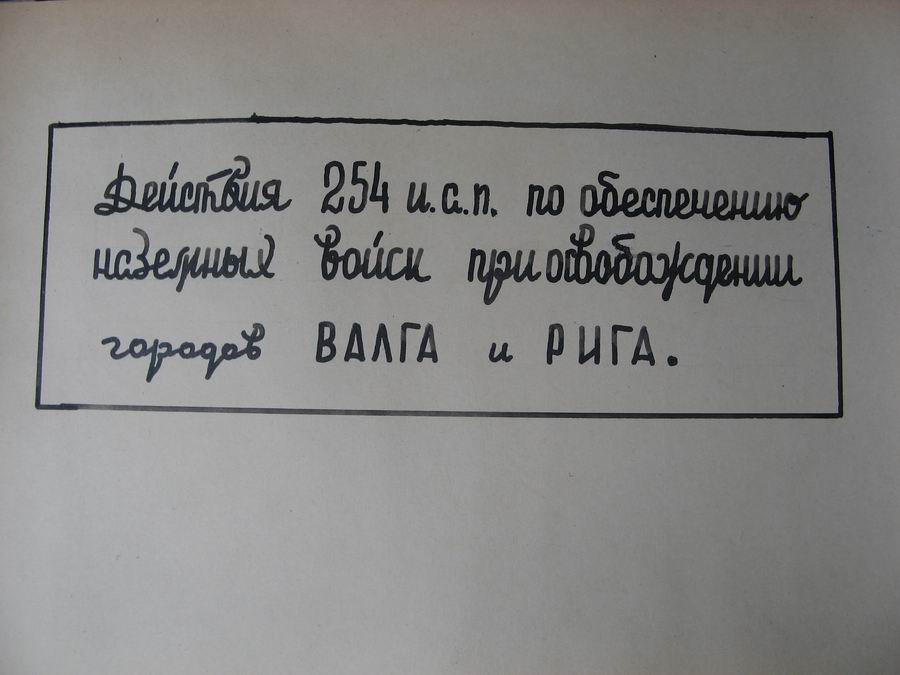 Действия 254 и.а.п. по обеспечению
наземных войск при освобождении
городов ВАЛГА и РИГА.